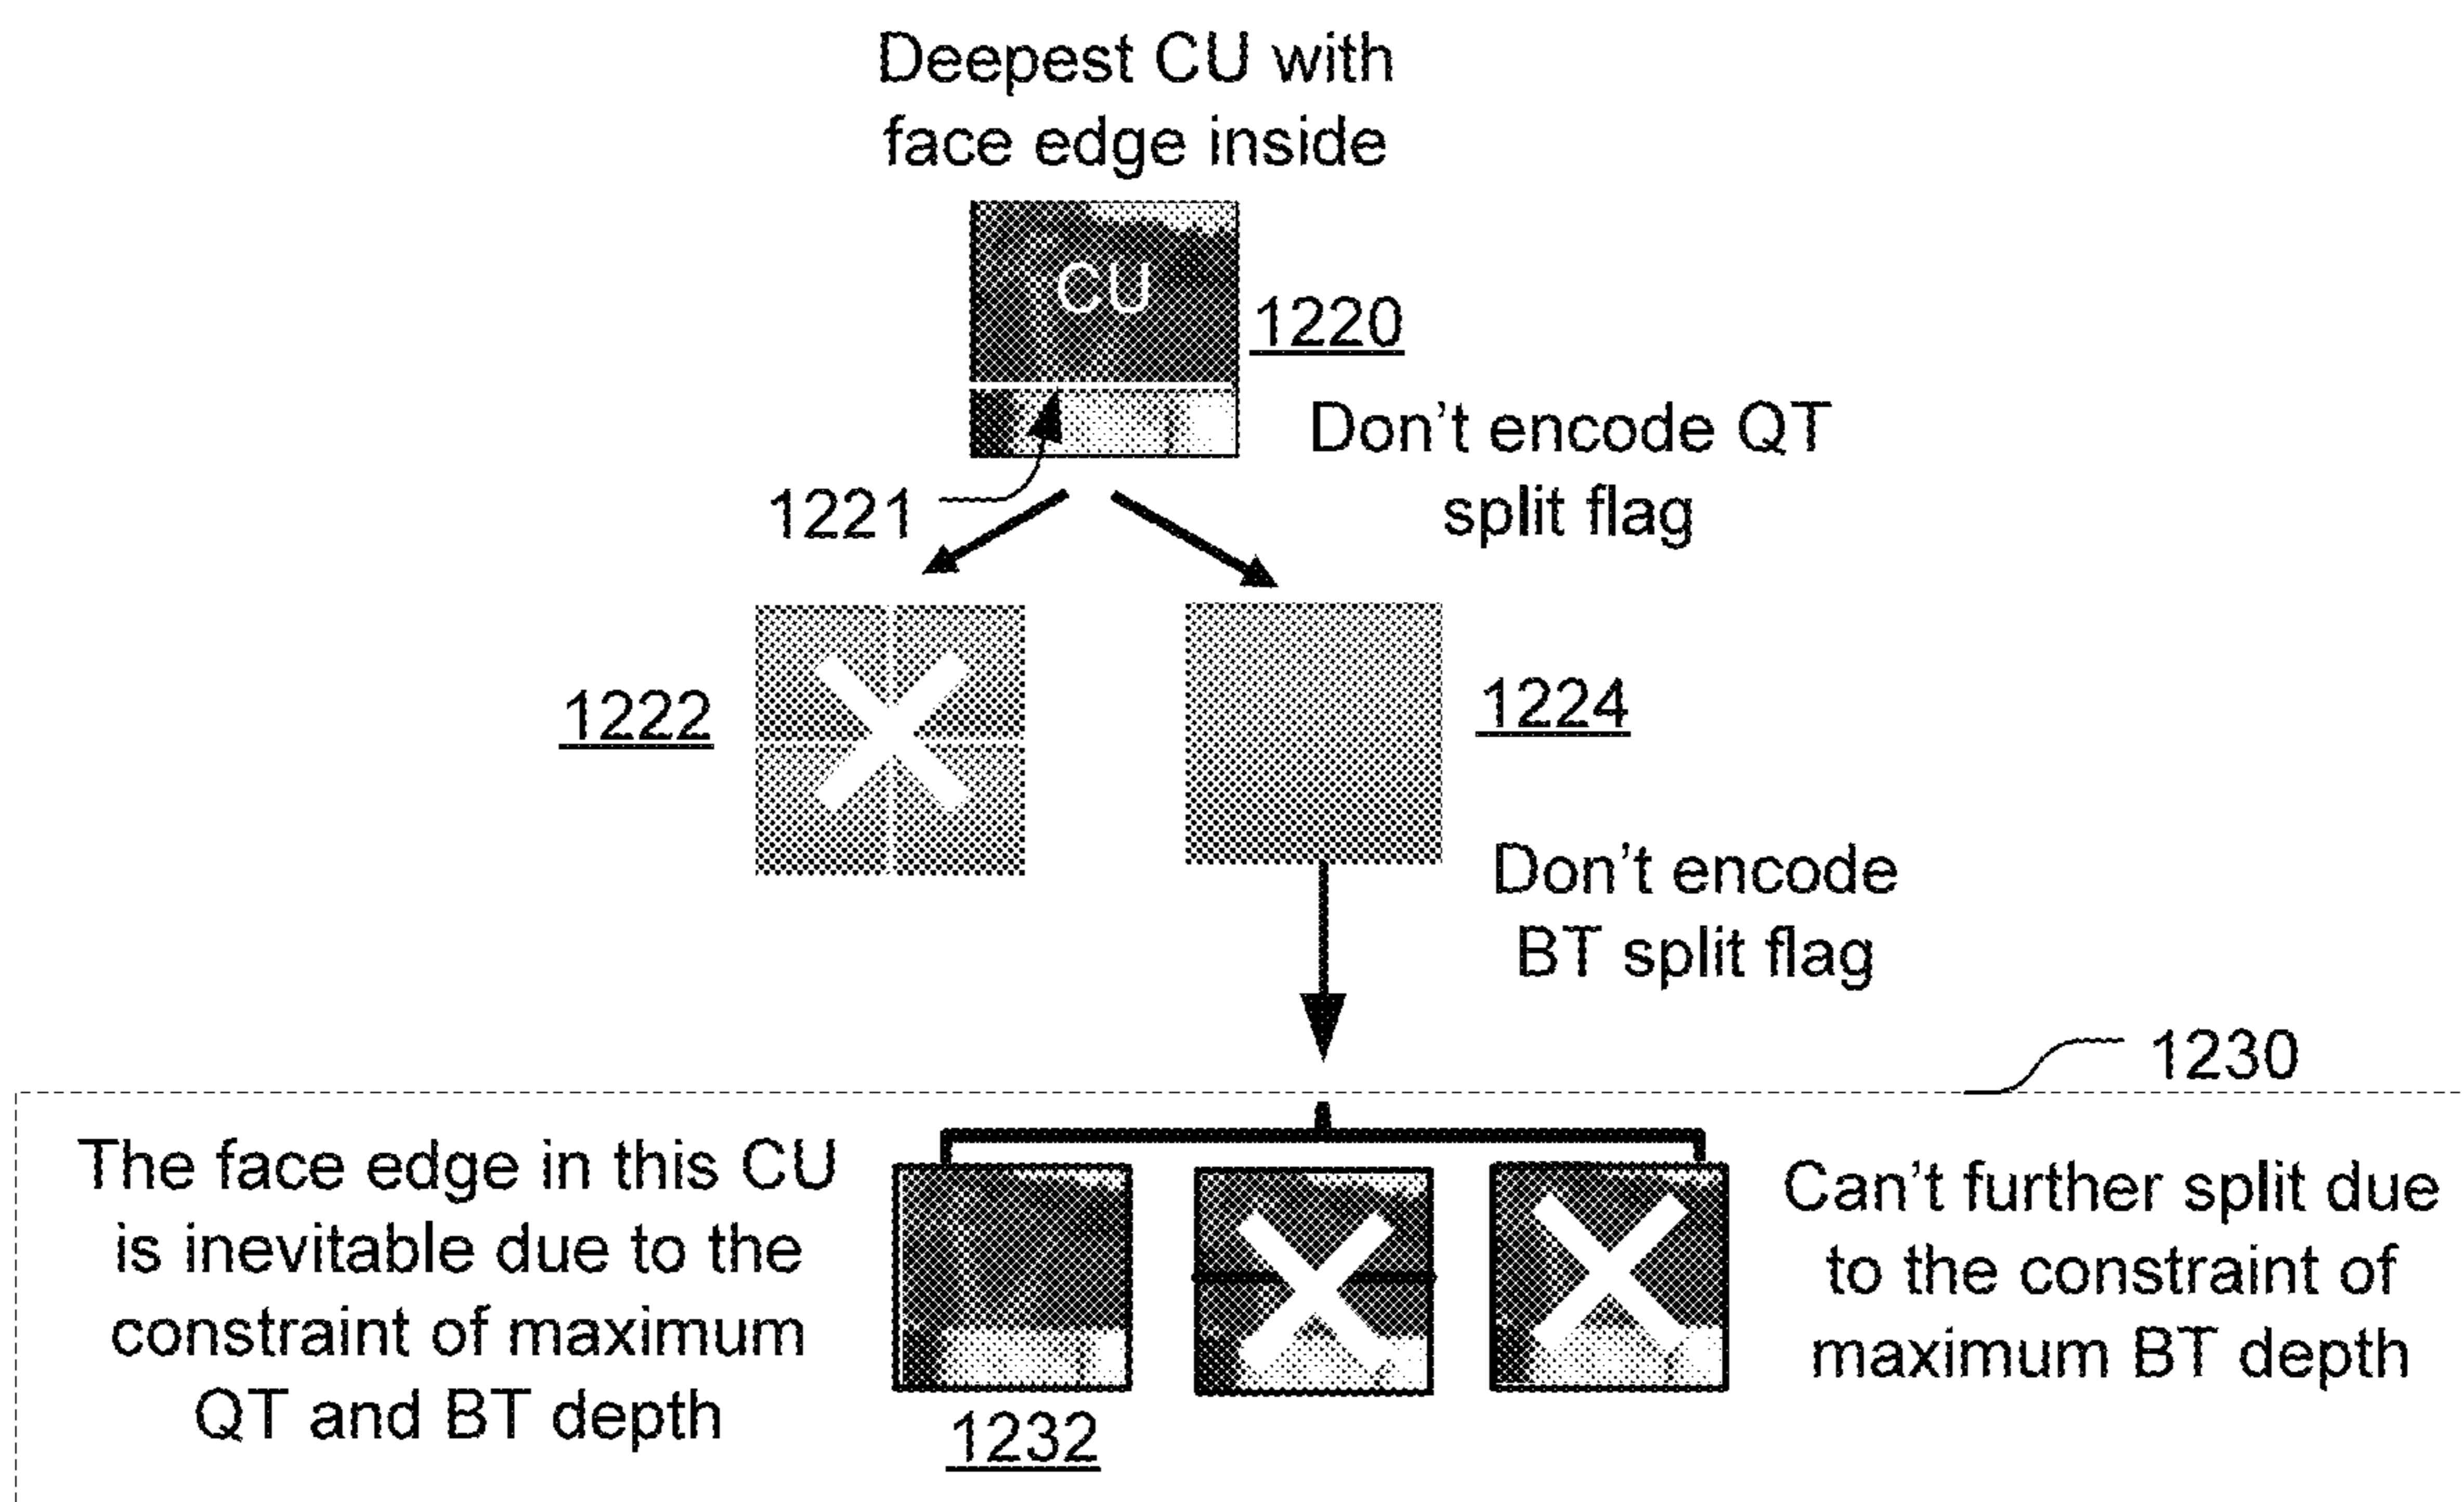 Deepest CU with
face edge inside
CU
1220
Don't encode QT
split flag
1221
1222
1224
Don't encode
BT split flag
1230
The face edge in this CU
is inevitable due to the
constraint of maximum
QT and BT depth
1232
Can't further split due
to the constraint of
maximum BT depth